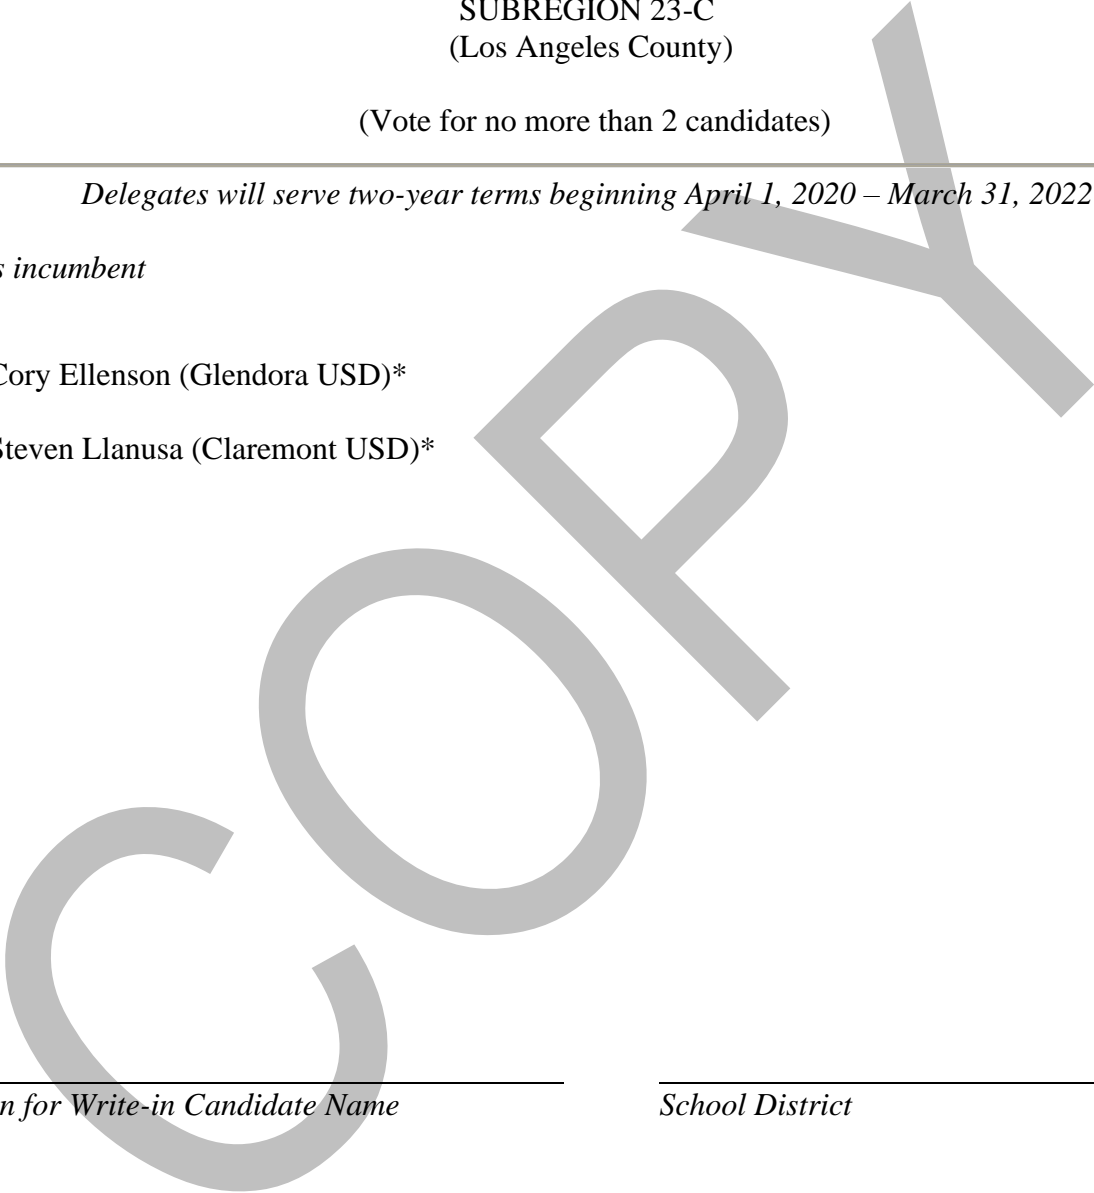 SUBREGION 23-C
(Los Angeles County)
(Vote for no more than 2 candidates)
Delegates will serve two-year terms beginning April 1, 2020 – March 31, 2022
incumbent
Cory Ellenson (Glendora USD)*
Steven Llanusa (Claremont USD)*
for Write-in Candidate Name
School District
COPY